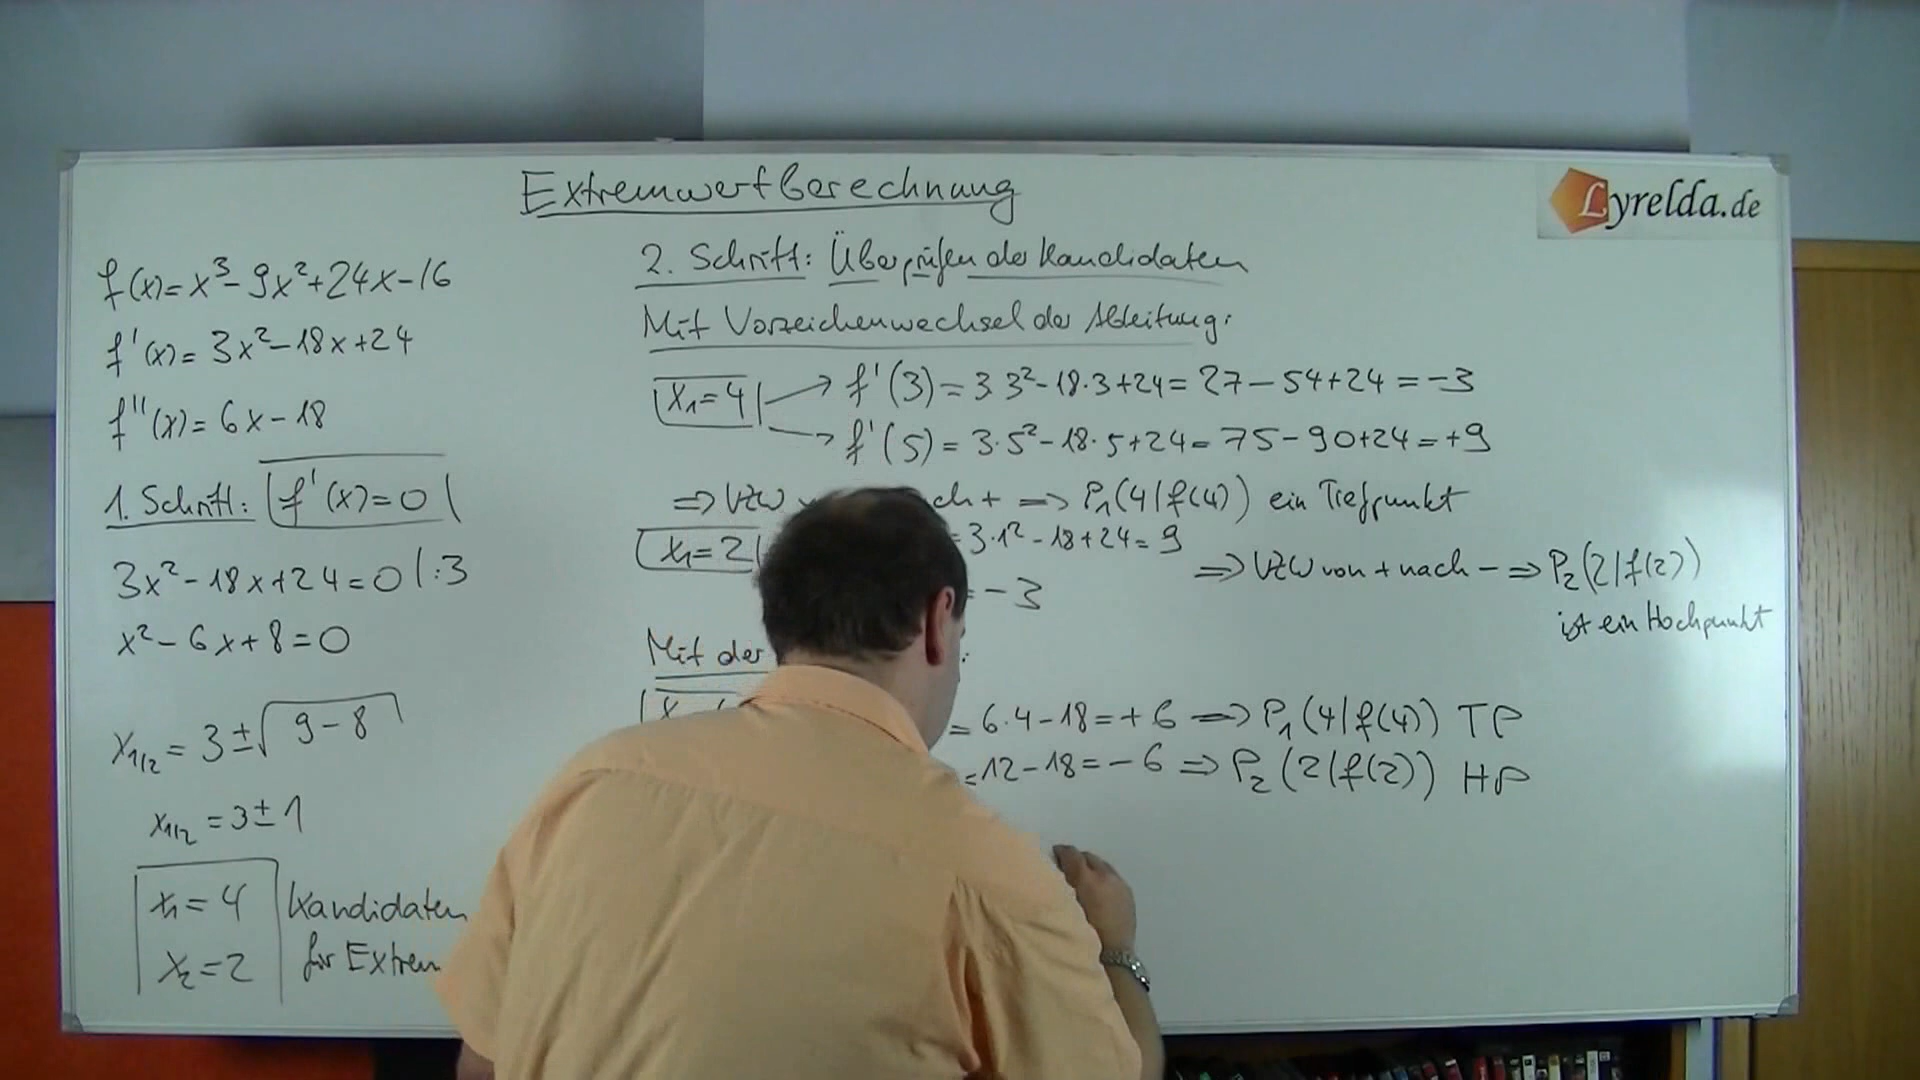 Extremwertberechnung
Lyrelda.de
f(x)=x³-9x²+24x-16
f'(x)=3x²-18x+24
f''(x)=6x-18
1. Schritt: f'(x)=0
3x²-18x+24=0 |:3
x²-6x+8=0
x1/2=3±√9-8
x1/2=3±1
x1=4
x2=2
Kandidaten
für Extrem
2. Schritt: Überprüfen der Kandidaten
Mit Vorzeichenwechsel der Ableitung:
x1=4 → f'(3)=3·3²-18·3+24=27-54+24=-3
→ f'(5)=3·5²-18·5+24=75-90+24=+9
⇒ VZW ch + ⇒ P1(4|f(4)) ein Tiefpunkt
x1=2 =3·1²-18+24=9
=-3
⇒ VZW von + nach - ⇒ P2(2|f(2))
ist ein Hochpunkt
Mit der :
=6·4-18=+6 ⇒ P1(4|f(4)) TP
=12-18=-6 ⇒ P2(2|f(2)) HP